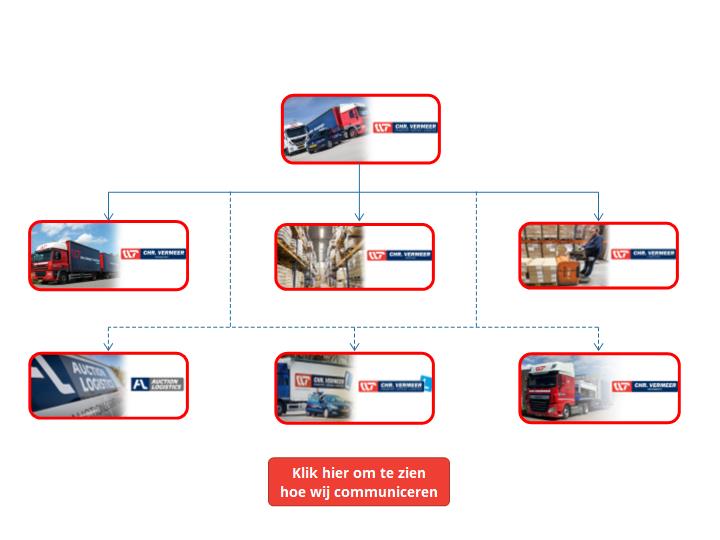 CHR. VERMEER
CHR. VERMEER
CHR. VERMEER
CHR. VERMEER
AUCTION
LOGISTICS
AUCTION
LOGISTICS
CHR. VERMEER
CHR. VERMEER
CHR. VERMEER
Klik hier om te zien
hoe wij communiceren